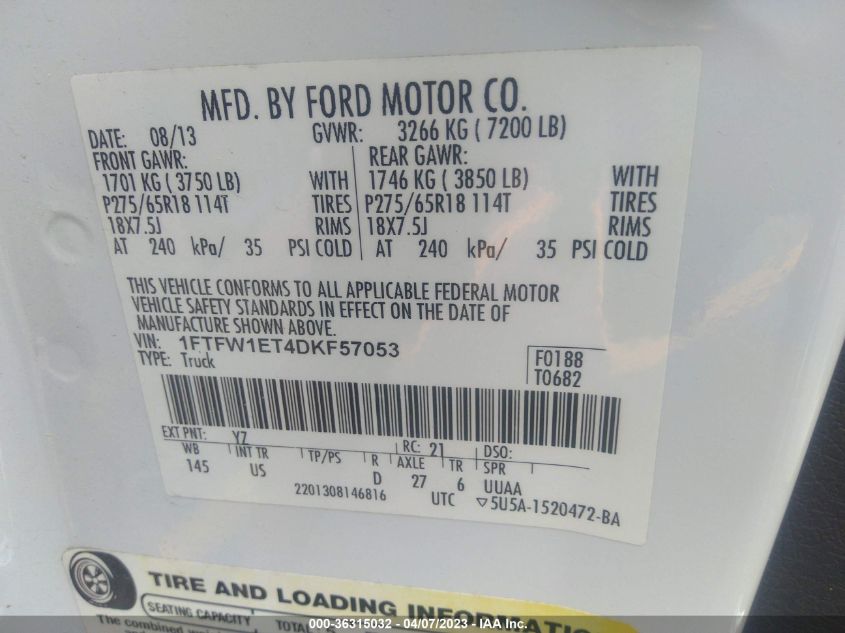 MFD. BY FORD MOTOR CO.
DATE: 08/13 GVWR: 3266 KG ( 7200 LB)
FRONT GAWR: REAR GAWR:
1701 KG ( 3750 LB) WITH 1746 KG ( 3850 LB) WITH
P275/65R18 114T TIRES P275/65R18 114T TIRES
18X7.5J RIMS 18X7.5J RIMS
AT 240 kPa/ 35 PSI COLD AT 240 kPa/ 35 PSI COLD
THIS VEHICLE CONFORMS TO ALL APPLICABLE FEDERAL MOTOR
VEHICLE SAFETY STANDARDS IN EFFECT ON THE DATE OF
MANUFACTURE SHOWN ABOVE.
VIN: 1FTFW1ET4DKF57053
TYPE: Truck
F0188
T0682
EXT PNT: YZ RC: 21 DSO:
WB INT TR TP/PS R AXLE TR SPR
145 US D 27 6 UUAA
2201308146816 UTC ▽5U5A-1520472-BA
TIRE AND LOADING INFORMATION
SEATING CAPACITY TOTAL
The combined
000-36315032 - 04/07/2023 - IAA Inc.